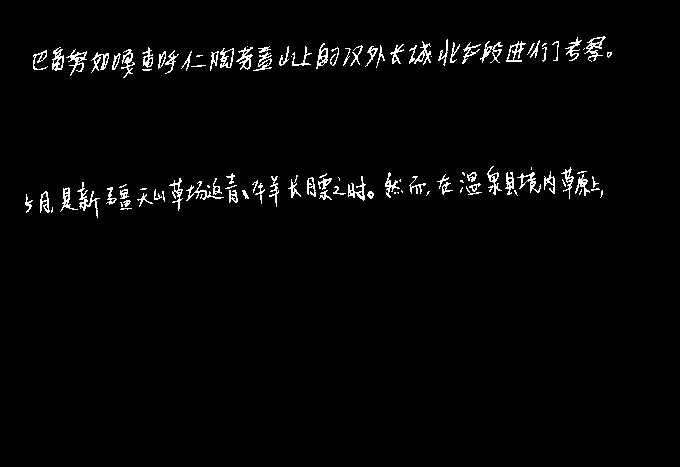 巴音努如嘎查呼仁陶勒盖山上的汉外长城北线段进行了考察。
5月,是新疆天山草场返青、牛羊长膘之时。然而,在温泉县境内草原上,